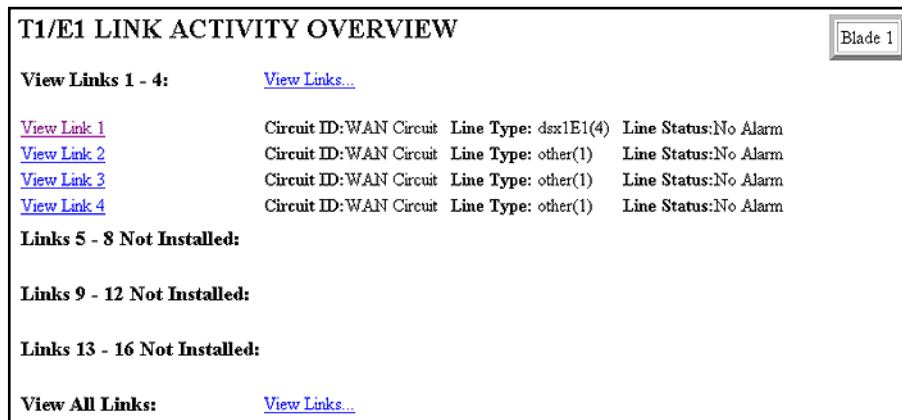 T1/E1 LINK ACTIVITY OVERVIEW
Blade 1
View Links 1 - 4: View Links...
View Link 1 Circuit ID:WAN Circuit Line Type: dsx1E1(4) Line Status:No Alarm
View Link 2 Circuit ID:WAN Circuit Line Type: other(1) Line Status:No Alarm
View Link 3 Circuit ID:WAN Circuit Line Type: other(1) Line Status:No Alarm
View Link 4 Circuit ID:WAN Circuit Line Type: other(1) Line Status:No Alarm
Links 5 - 8 Not Installed:
Links 9 - 12 Not Installed:
Links 13 - 16 Not Installed:
View All Links: View Links...